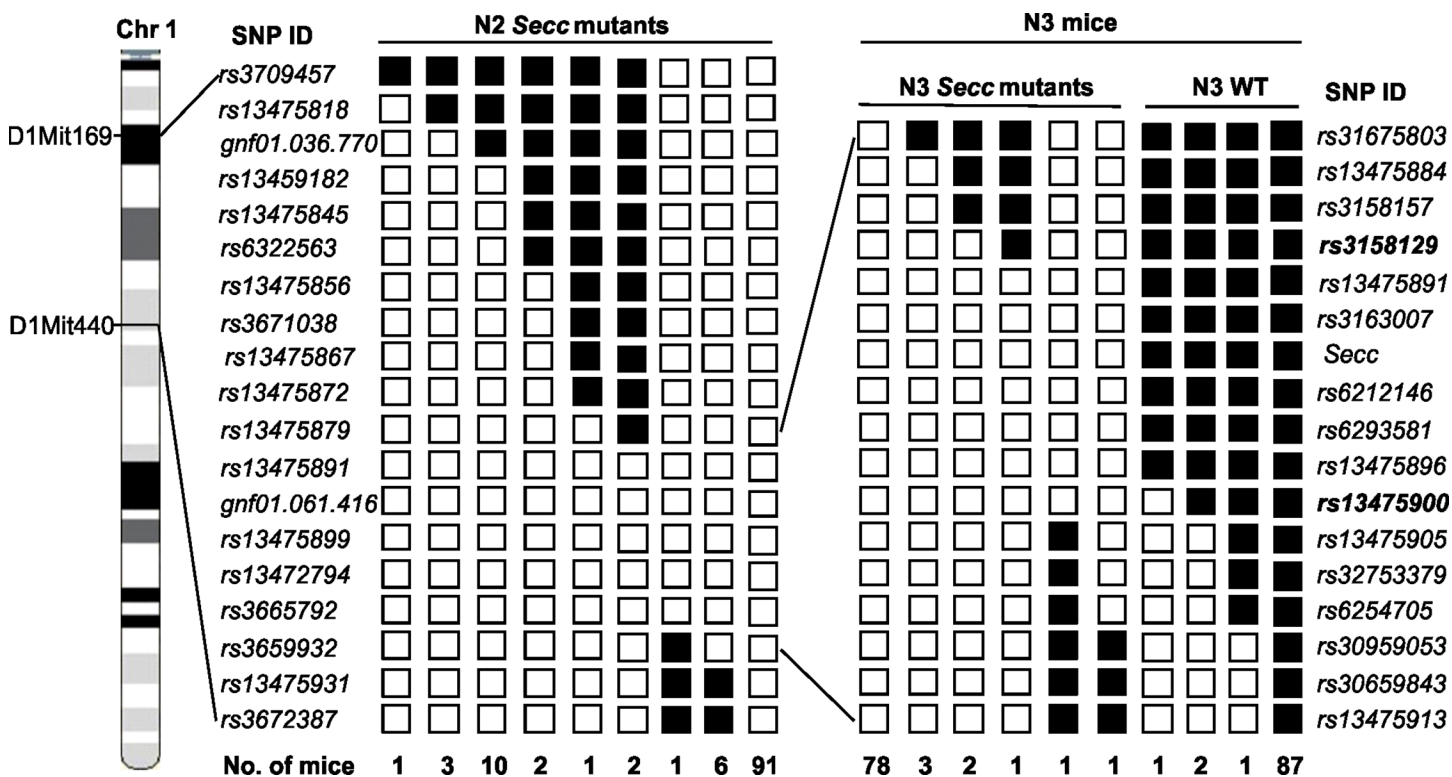 Chr 1
SNP ID
N2 Secc mutants
N3 mice
N3 Secc mutants
N3 WT
SNP ID
D1Mit169
D1Mit440
rs3709457
rs13475818
gnf01.036.770
rs13459182
rs13475845
rs6322563
rs13475856
rs3671038
rs13475867
rs13475872
rs13475879
rs13475891
gnf01.061.416
rs13475899
rs13472794
rs3665792
rs3659932
rs13475931
rs3672387
rs31675803
rs13475884
rs3158157
rs3158129
rs13475891
rs3163007
Secc
rs6212146
rs6293581
rs13475896
rs13475900
rs13475905
rs32753379
rs6254705
rs30959053
rs30659843
rs13475913
No. of mice 1 3 10 2 1 2 1 6 91 78 3 2 1 1 1 1 2 1 87